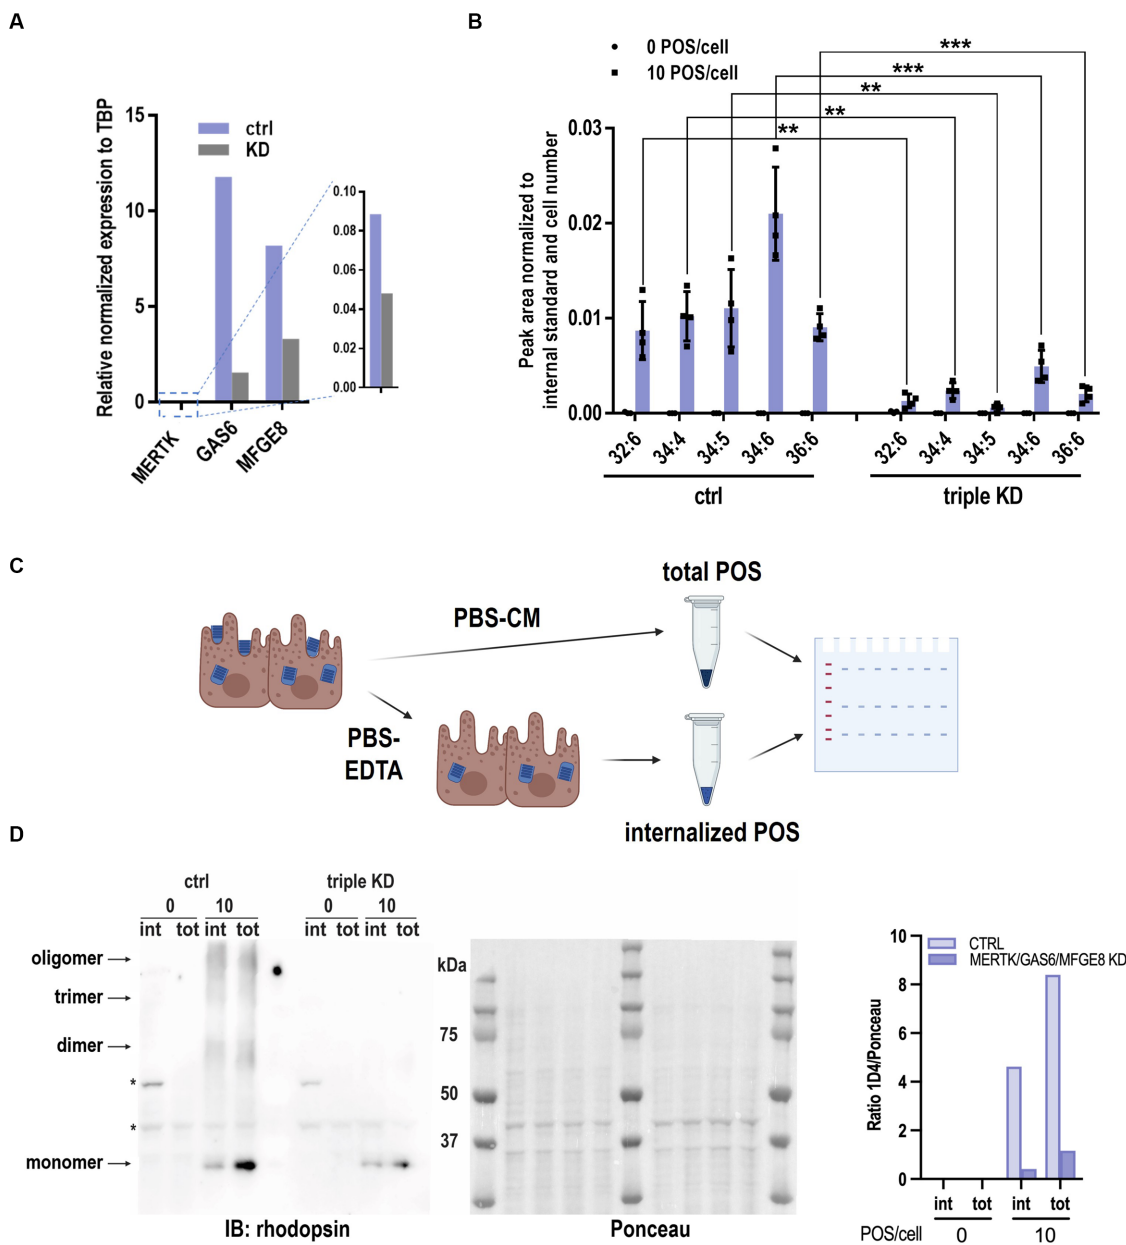 A
Relative normalized expression to TBP
15
10
5
0
ctrl
KD
0.10
0.08
0.06
0.04
0.02
0.00
MERTK
GAS6
MFGE8
B
0 POS/cell
10 POS/cell
***
***
**
**
**
Peak area normalized to
internal standard and cell number
0.03
0.02
0.01
0.00
32:6
34:4
34:5
34:6
36:6
32:6
34:4
34:5
34:6
36:6
ctrl
triple KD
C
total POS
PBS-CM
PBS-
EDTA
internalized POS
D
ctrl
triple KD
0
10
0
10
int
tot
int
tot
int
tot
int
tot
oligomer
trimer
dimer
*
*
monomer
IB: rhodopsin
kDa
75
50
37
Ponceau
CTRL
MERTK/GAS6/MFGE8 KD
Ratio 1D4/Ponceau
10
8
6
4
2
0
int
tot
int
tot
POS/cell
0
10